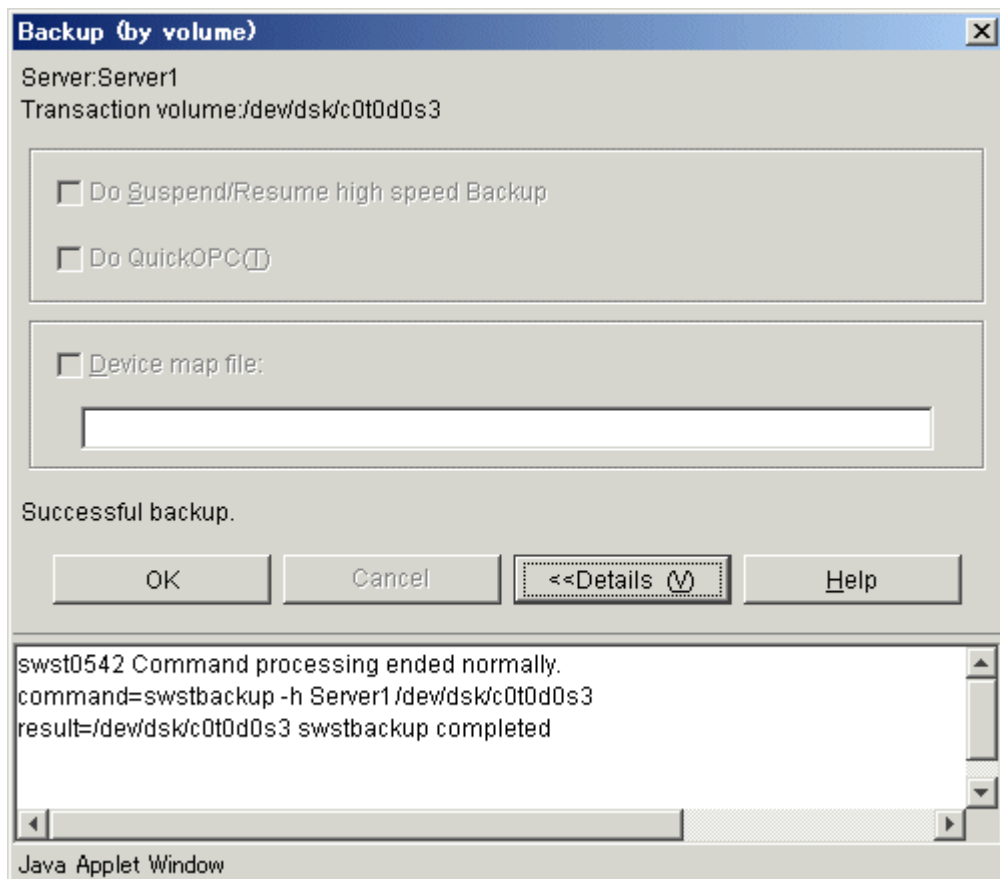 Backup (by volume)
Server:Server1
Transaction volume:/dev/dsk/c0t0d0s3
Do Suspend/Resume high speed Backup
Do QuickOPC(T)
Device map file:
Successful backup.
OK
Cancel
<<Details (V)
Help
swst0542 Command processing ended normally.
command=swstbackup -h Server1 /dev/dsk/c0t0d0s3
result=/dev/dsk/c0t0d0s3 swstbackup completed
Java Applet Window